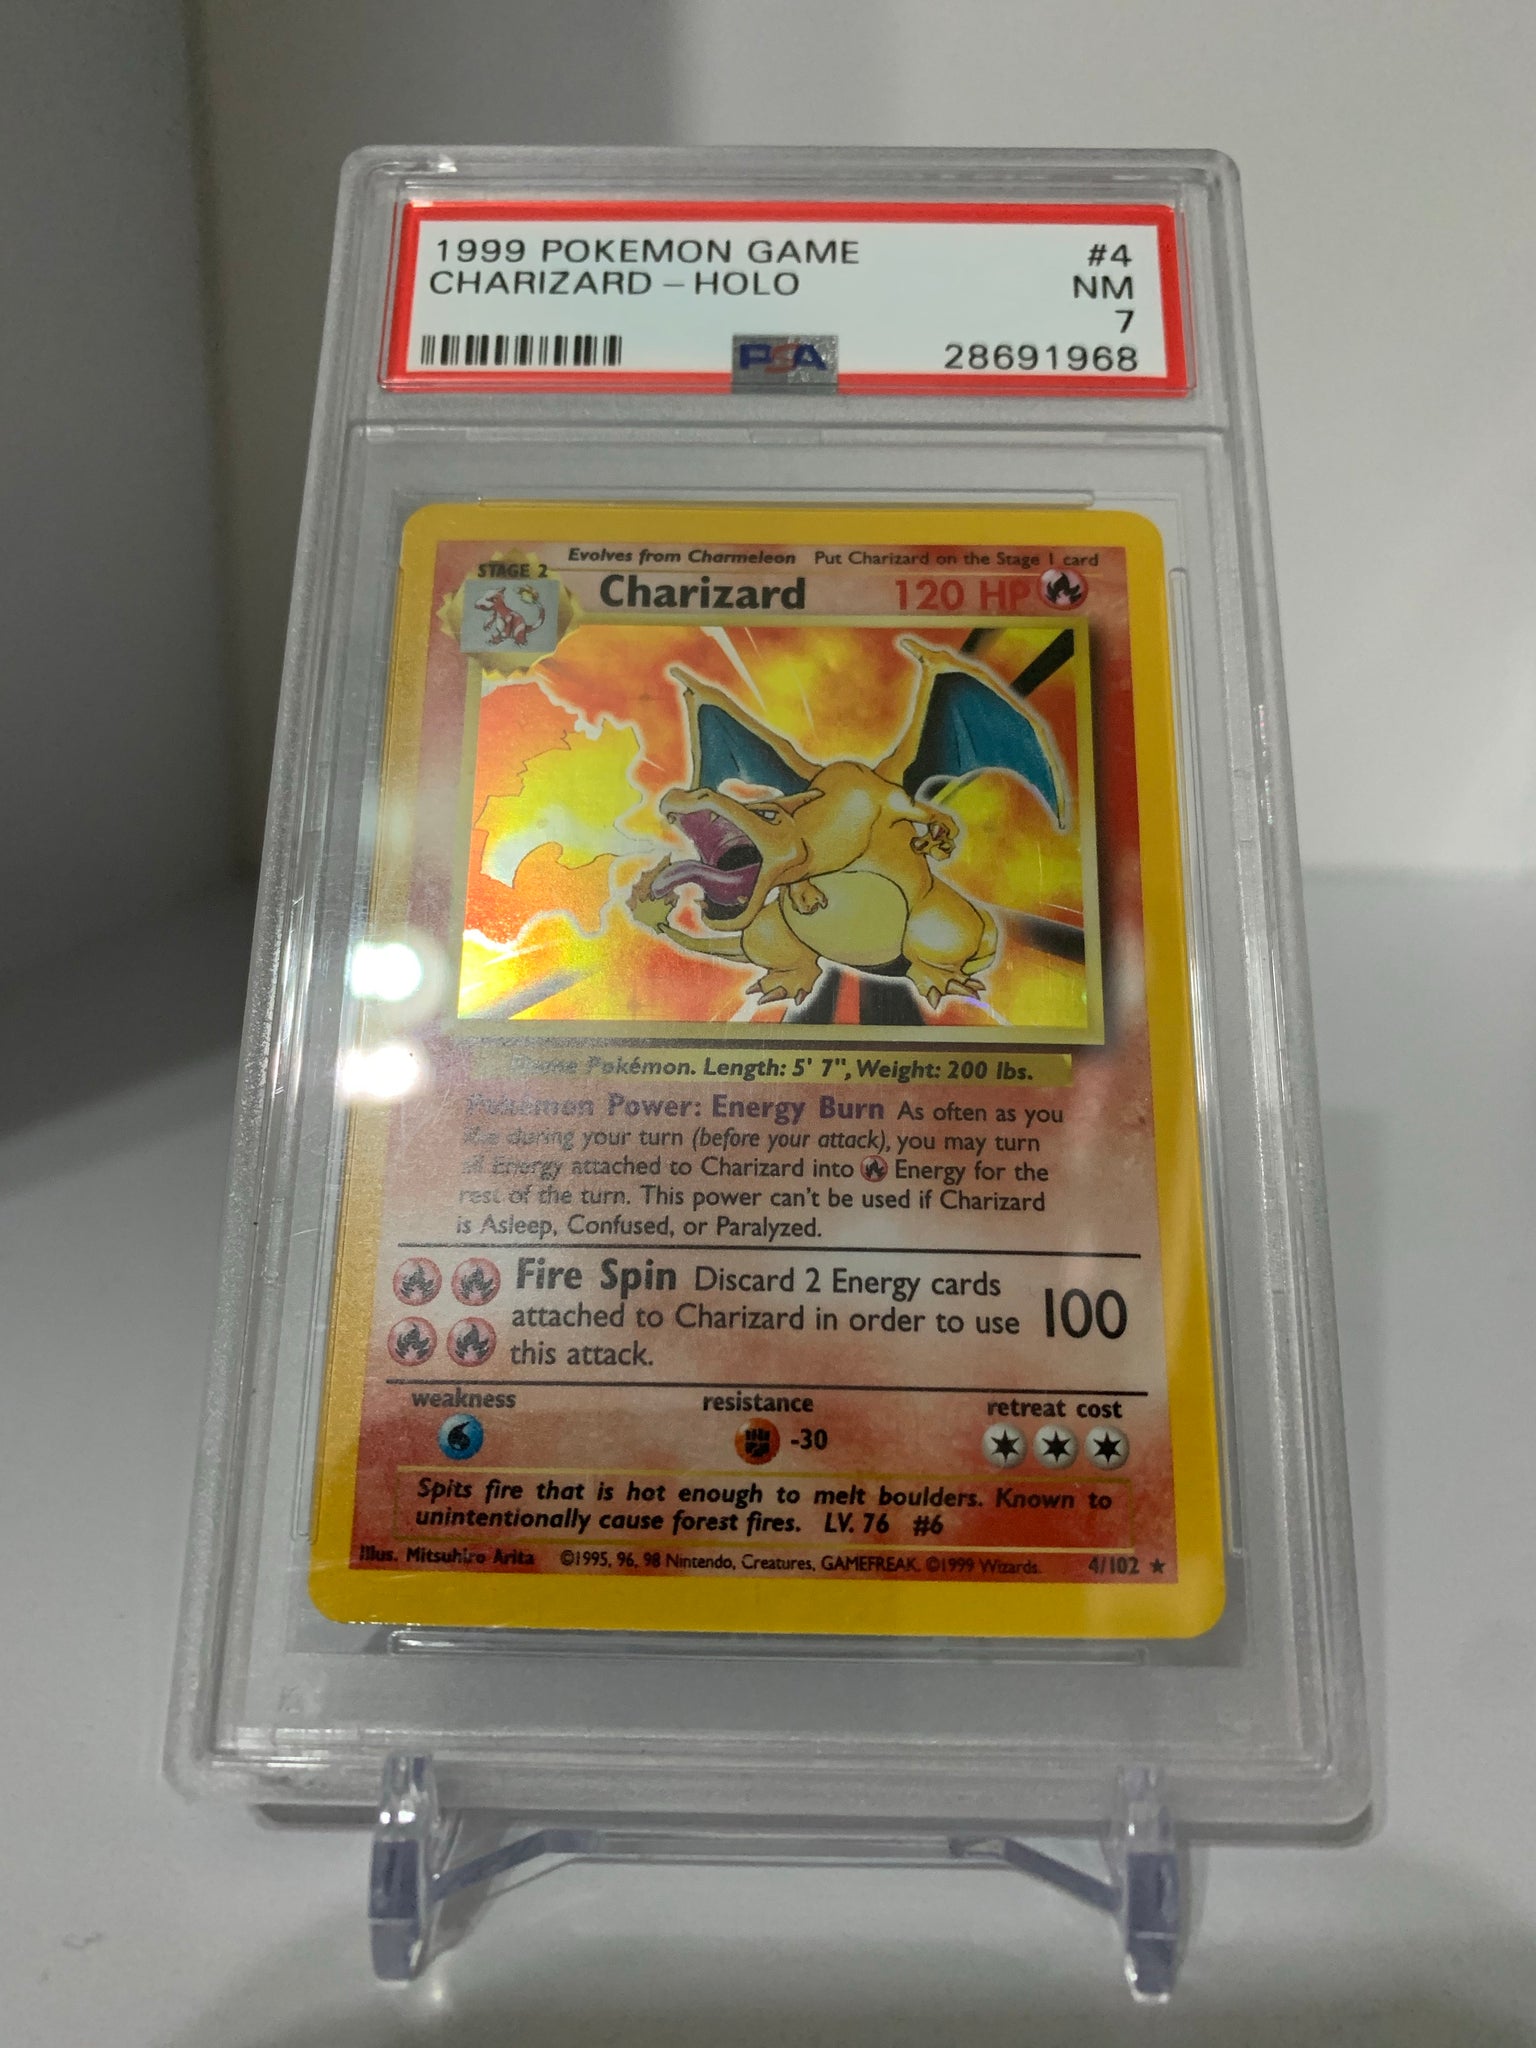 1999 POKEMON GAME #4
CHARIZARD - HOLO NM
7
PSA 28691968
Evolves from Charmeleon Put Charizard on the Stage 1 card
STAGE 2 Charizard 120 HP
Pokémon. Length: 5' 7", Weight: 200 lbs.
Pokémon Power: Energy Burn As often as you
during your turn (before your attack), you may turn
all Energy attached to Charizard into Energy for the
rest of the turn. This power can't be used if Charizard
is Asleep, Confused, or Paralyzed.
Fire Spin Discard 2 Energy cards
attached to Charizard in order to use 100
this attack.
weakness resistance retreat cost
-30
Spits fire that is hot enough to melt boulders. Known to
unintentionally cause forest fires. LV. 76 #6
Illus. Mitsuhiro Arita ©1995, 96, 98 Nintendo, Creatures, GAMEFREAK. ©1999 Wizards. 4/102 ★